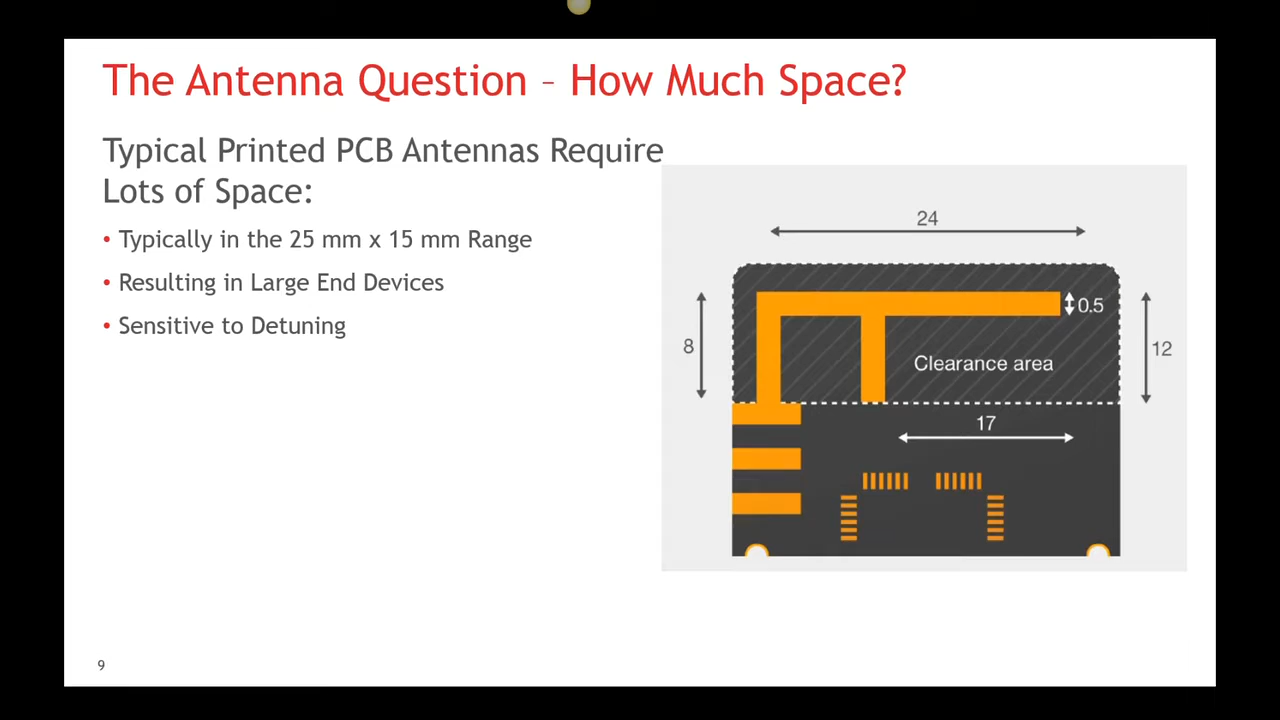 The Antenna Question – How Much Space?
Typical Printed PCB Antennas Require
Lots of Space:
• Typically in the 25 mm x 15 mm Range
• Resulting in Large End Devices
• Sensitive to Detuning
24
0.5
8
12
Clearance area
17
9